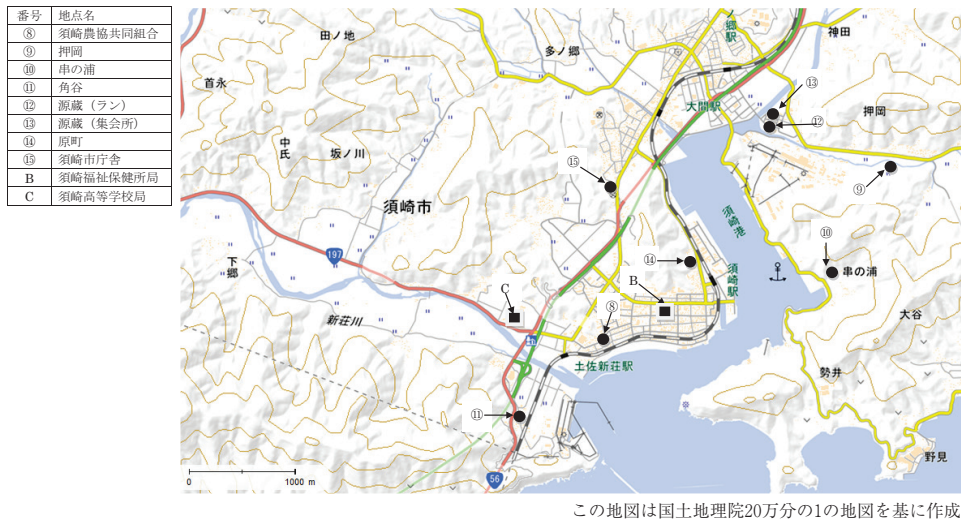 番号 地点名
⑧ 須崎農協共同組合
⑨ 押岡
⑩ 串の浦
⑪ 角谷
⑫ 源蔵（ラン）
⑬ 源蔵（集会所）
⑭ 原町
⑮ 須崎市庁舎
B 須崎福祉保健所局
C 須崎高等学校局
田ノ地
多ノ郷
郷駅
神田
首永
⑬
大間駅
押岡
⑫
中氏
坂ノ川
⑮
⑨
須崎市
須崎港
⑩
197
下郷
⑭
須崎駅
串の浦
C
B
新荘川
⑧
大谷
土佐新荘駅
勢井
⑪
野見
56
0 1000 m
この地図は国土地理院20万分の1の地図を基に作成